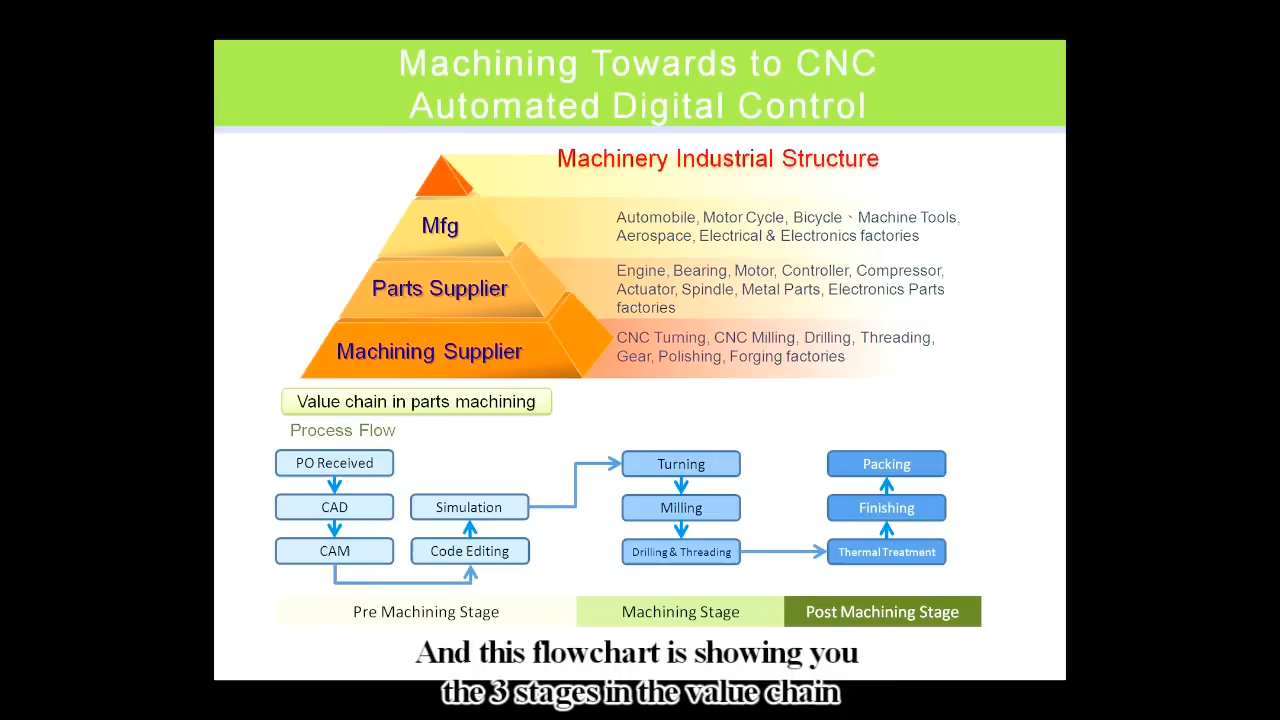 Machining Towards to CNC
Automated Digital Control
Machinery Industrial Structure
Mfg
Automobile, Motor Cycle, Bicycle、Machine Tools,
Aerospace, Electrical & Electronics factories
Parts Supplier
Engine, Bearing, Motor, Controller, Compressor,
Actuator, Spindle, Metal Parts, Electronics Parts
factories
Machining Supplier
CNC Turning, CNC Milling, Drilling, Threading,
Gear, Polishing, Forging factories
Value chain in parts machining
Process Flow
PO Received
CAD
CAM
Code Editing
Simulation
Turning
Milling
Drilling & Threading
Thermal Treatment
Finishing
Packing
Pre Machining Stage
Machining Stage
Post Machining Stage
And this flowchart is showing you
the 3 stages in the value chain